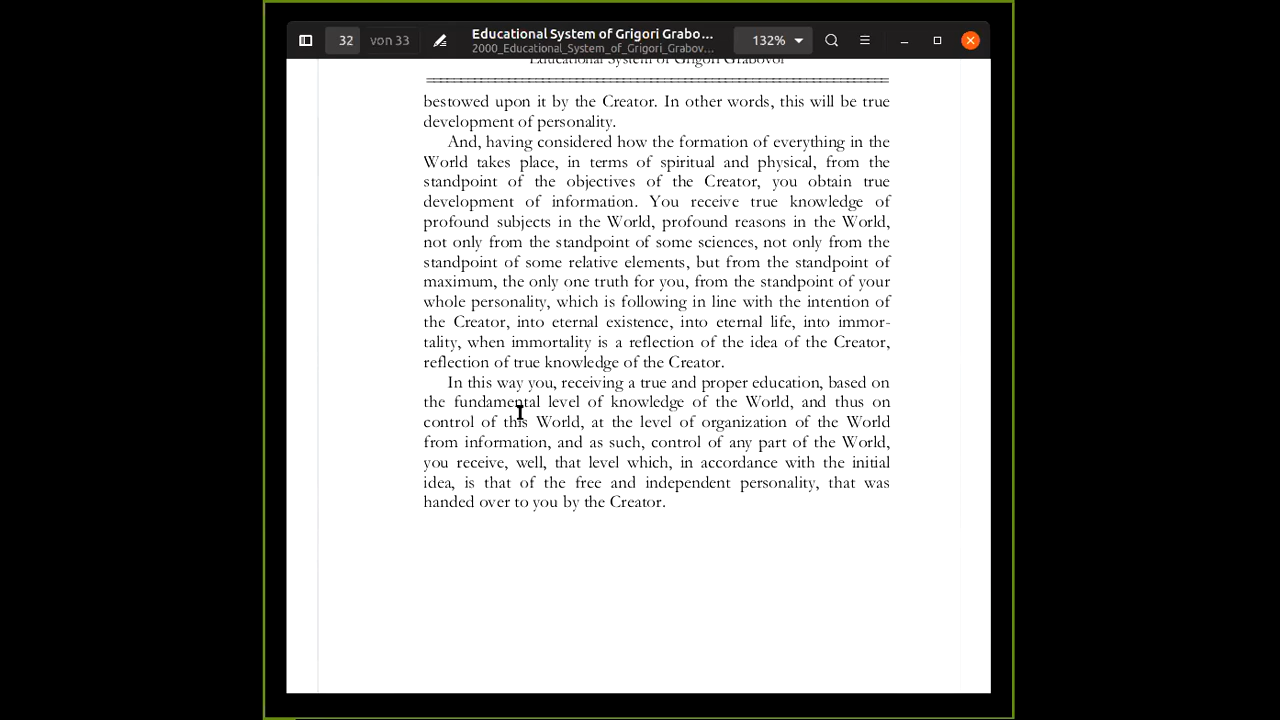 32 von 33
Educational System of Grigori Grabo...
2000_Educational_System_of_Grigori_Grabov...
132%
Educational System of Grigori Grabovoi
bestowed upon it by the Creator. In other words, this will be true
development of personality.
And, having considered how the formation of everything in the
World takes place, in terms of spiritual and physical, from the
standpoint of the objectives of the Creator, you obtain true
development of information. You receive true knowledge of
profound subjects in the World, profound reasons in the World,
not only from the standpoint of some sciences, not only from the
standpoint of some relative elements, but from the standpoint of
maximum, the only one truth for you, from the standpoint of your
whole personality, which is following in line with the intention of
the Creator, into eternal existence, into eternal life, into immor-
tality, when immortality is a reflection of the idea of the Creator,
reflection of true knowledge of the Creator.
In this way you, receiving a true and proper education, based on
the fundamental level of knowledge of the World, and thus on
control of this World, at the level of organization of the World
from information, and as such, control of any part of the World,
you receive, well, that level which, in accordance with the initial
idea, is that of the free and independent personality, that was
handed over to you by the Creator.